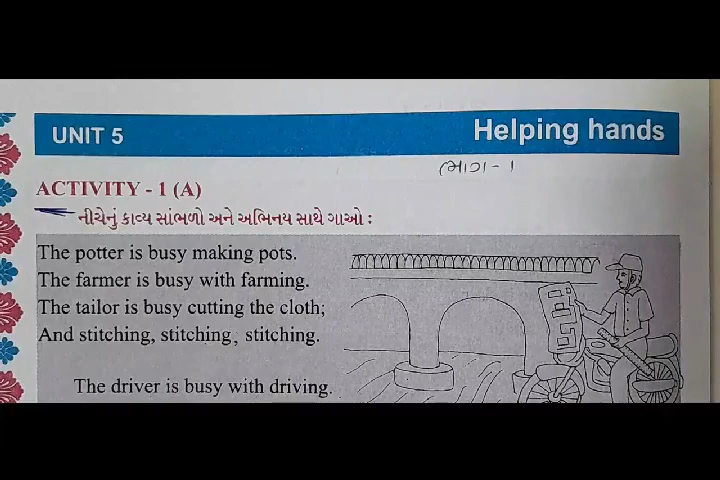 UNIT 5
Helping hands
ભાગ - ૧
ACTIVITY - 1 (A)
નીચેનું કાવ્ય સાંભળો અને અભિનય સાથે ગાઓ :
The potter is busy making pots.
The farmer is busy with farming.
The tailor is busy cutting the cloth;
And stitching, stitching, stitching.
The driver is busy with driving.